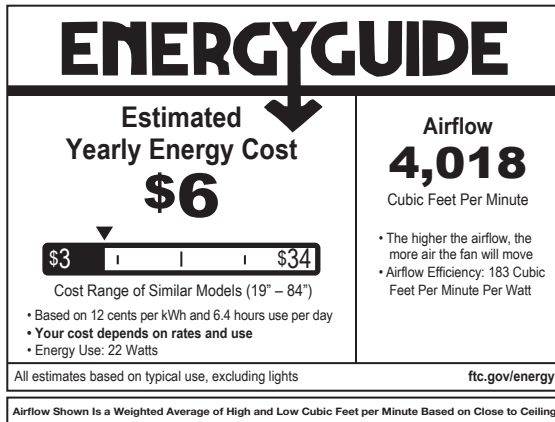 ENERGYGUIDE
Estimated
Yearly Energy Cost
$6
$3
$34
Cost Range of Similar Models (19” – 84”)
• Based on 12 cents per kWh and 6.4 hours use per day
• Your cost depends on rates and use
• Energy Use: 22 Watts
Airflow
4,018
Cubic Feet Per Minute
• The higher the airflow, the
more air the fan will move
• Airflow Efficiency: 183 Cubic
Feet Per Minute Per Watt
All estimates based on typical use, excluding lights
ftc.gov/energy
Airflow Shown Is a Weighted Average of High and Low Cubic Feet per Minute Based on Close to Ceiling